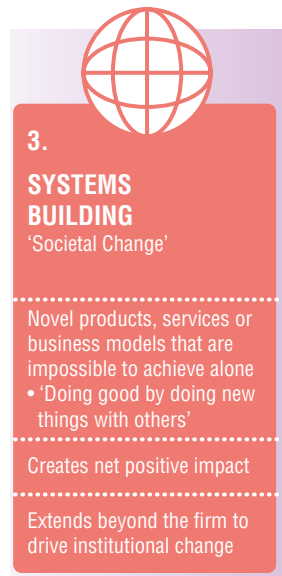 3.
SYSTEMS
BUILDING
‘Societal Change’
Novel products, services or
business models that are
impossible to achieve alone
• ‘Doing good by doing new
things with others’
Creates net positive impact
Extends beyond the firm to
drive institutional change